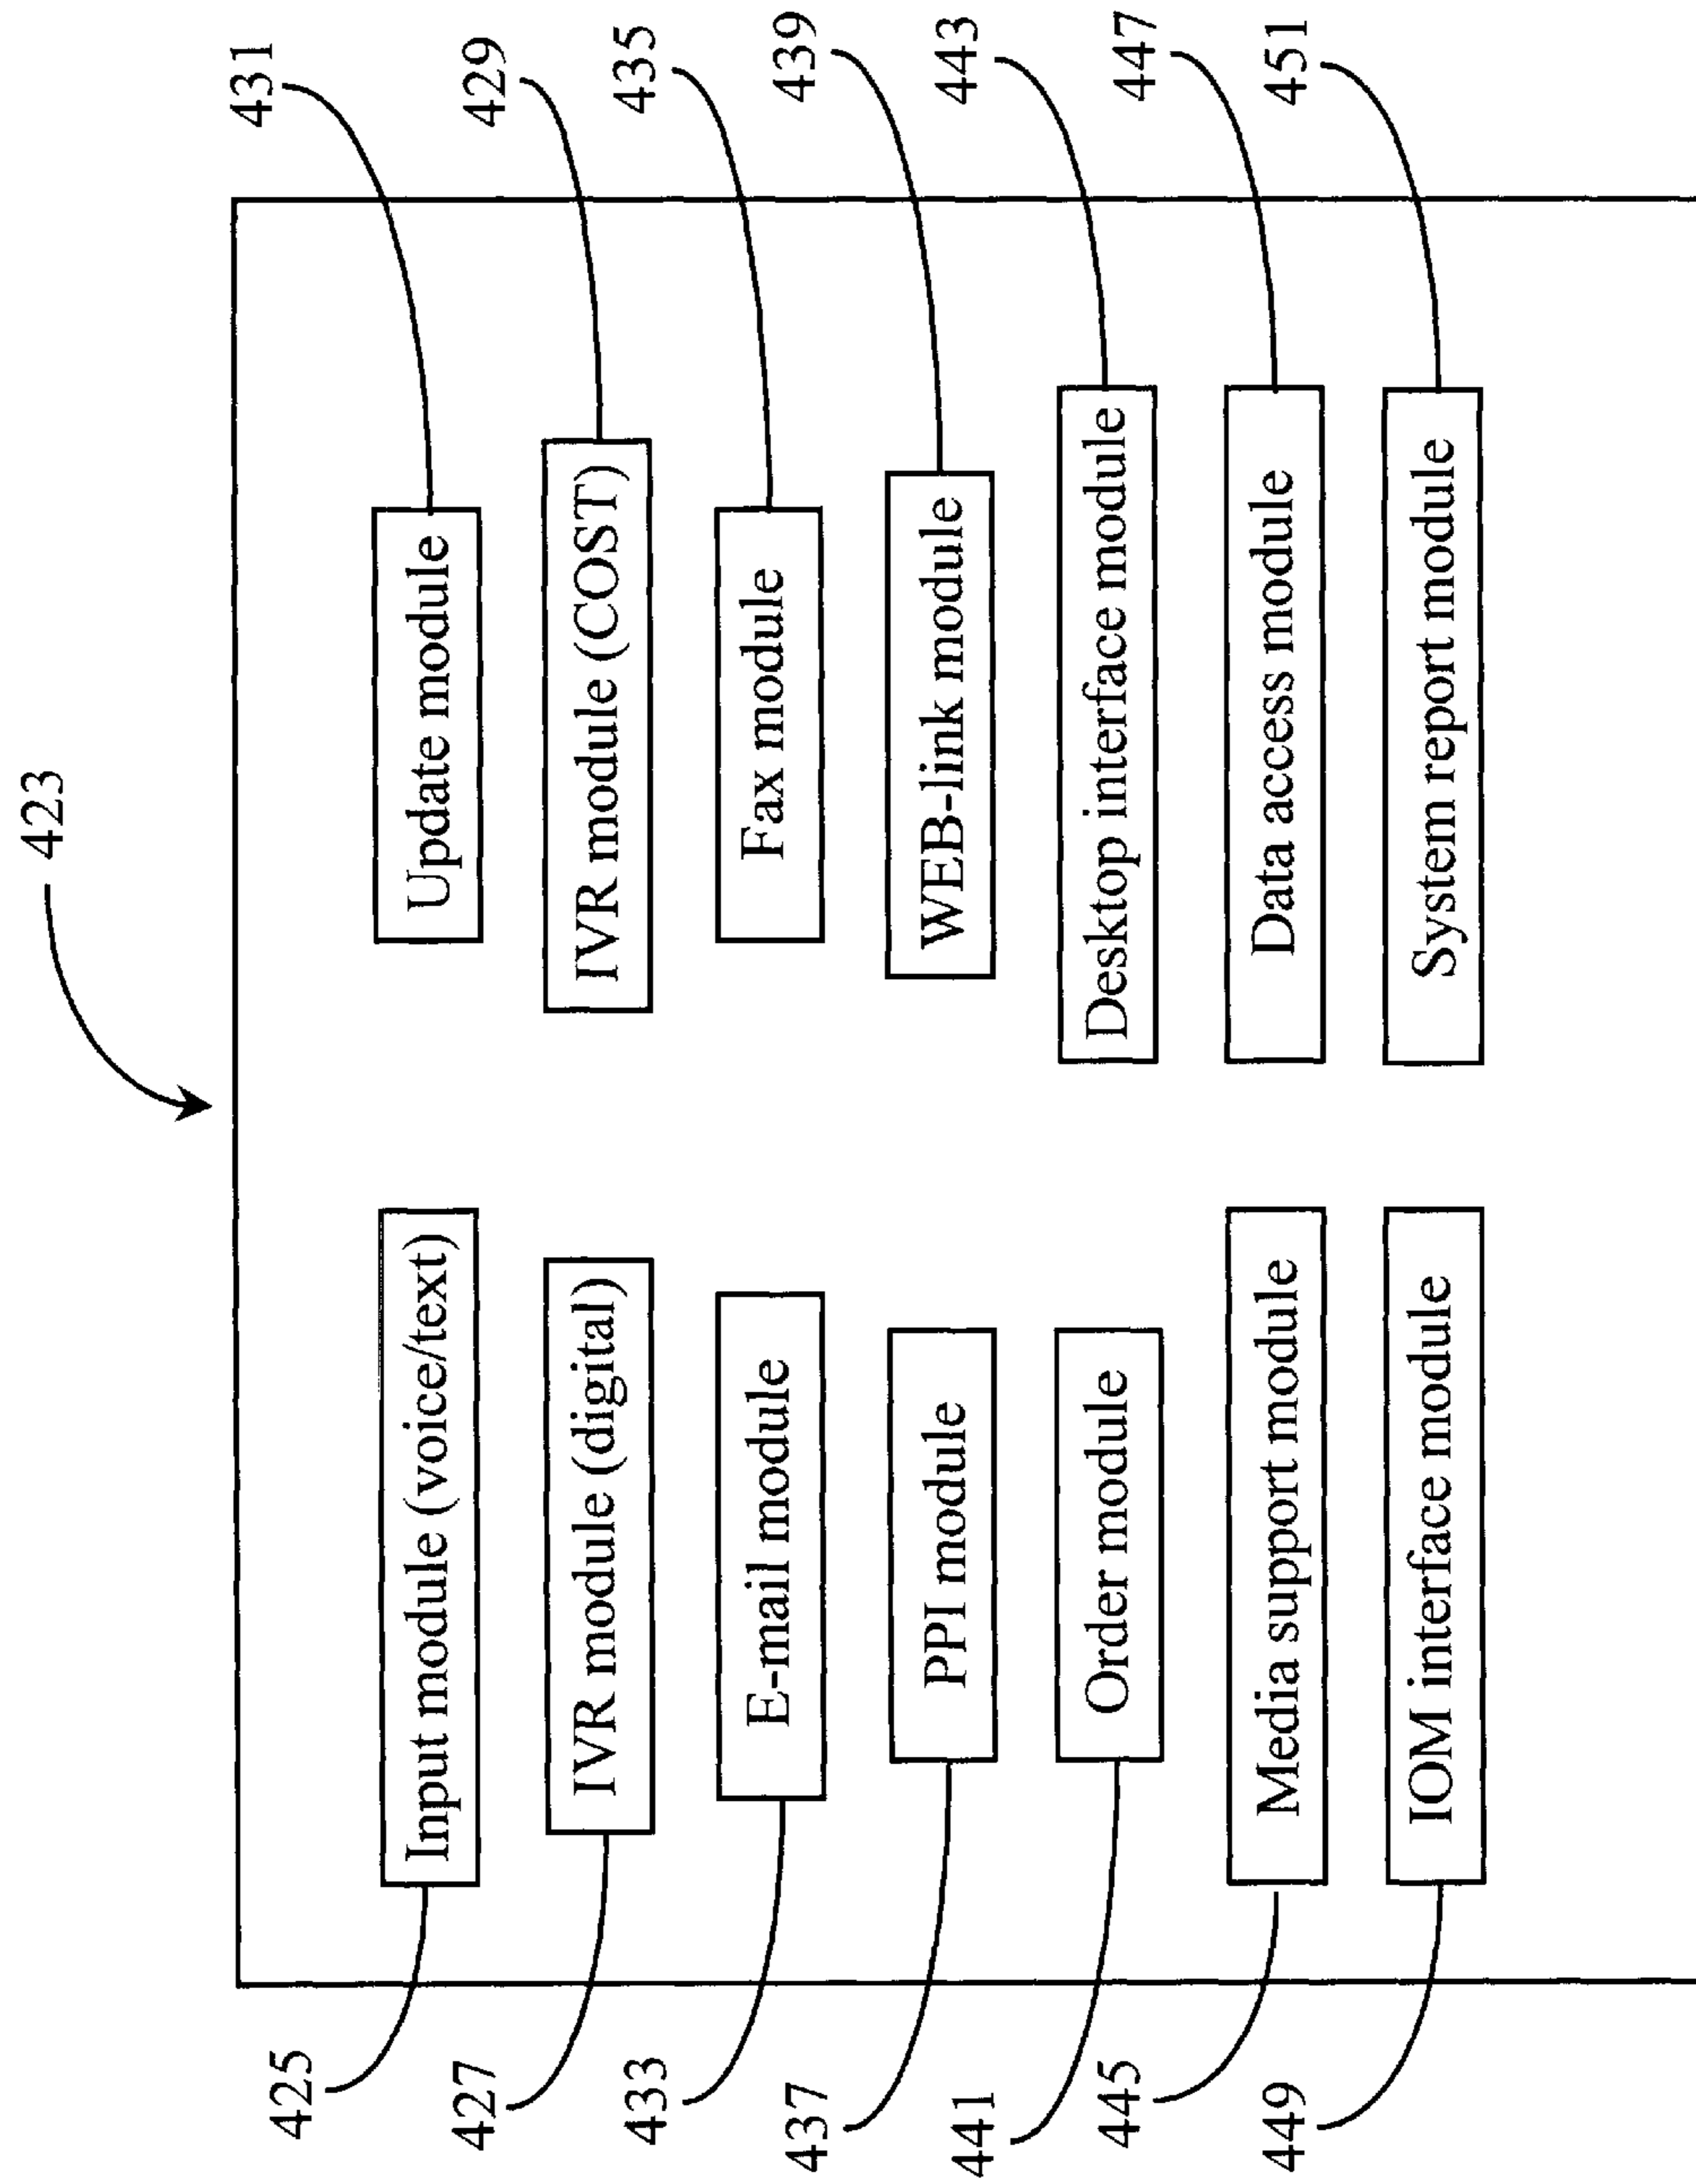 423
425
Input module (voice/text)
Update module
431
427
IVR module (digital)
IVR module (COST)
429
433
E-mail module
Fax module
435
437
PPI module
WEB-link module
439
441
Order module
Desktop interface module
443
445
Media support module
Data access module
447
449
IOM interface module
System report module
451